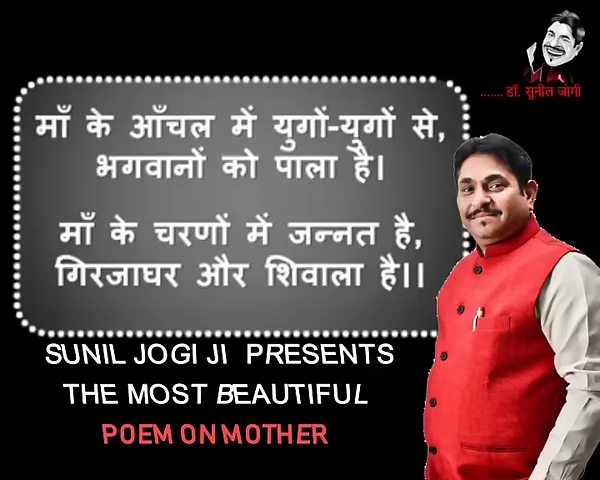 .......डॉ. सुनील जोगी
माँ के आँचल में युगों-युगों से,
भगवानों को पाला है।
माँ के चरणों में जन्नत है,
गिरजाघर और शिवाला है।।
SUNIL JOGI JI PRESENTS
THE MOST BEAUTIFUL
POEM ON MOTHER